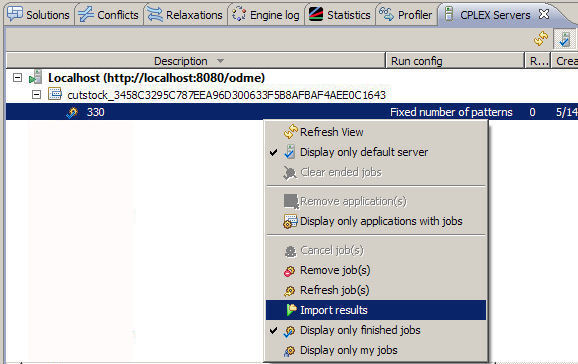 Solutions Conflicts Relaxations Engine log Statistics Profiler CPLEX Servers
Description Run config R... Crea
Localhost (http://localhost:8080/odme)
cutstock_3458C3295C787EEA96D300633F5B8AFBAF4AEE0C1643
330 Fixed number of patterns 0 5/14
Refresh View
Display only default server
Clear ended jobs
Remove application(s)
Display only applications with jobs
Cancel job(s)
Remove job(s)
Refresh job(s)
Import results
Display only finished jobs
Display only my jobs